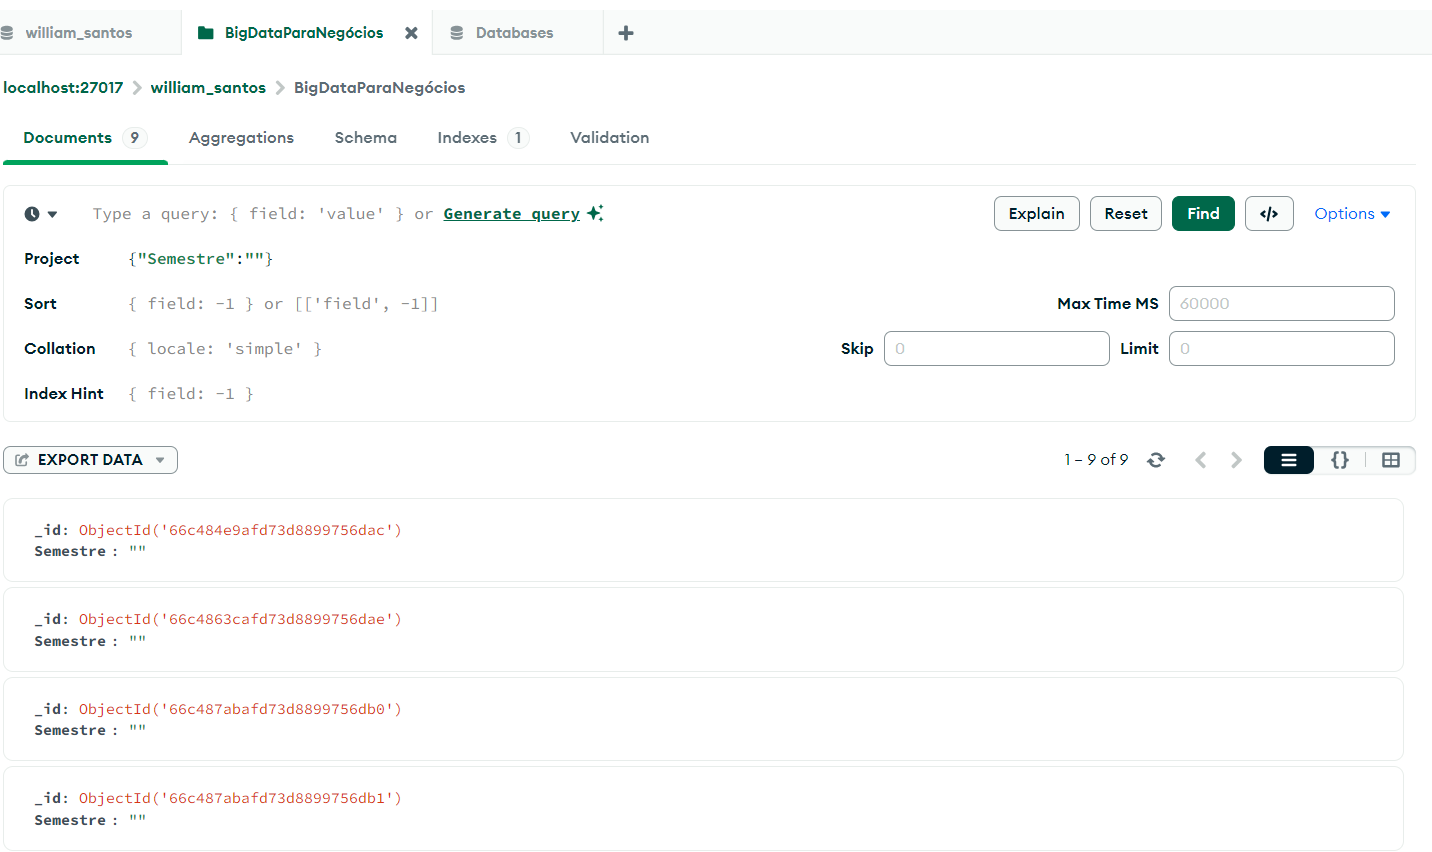 william_santos BigDataParaNegócios Databases
localhost:27017 william_santos BigDataParaNegócios
Documents 9 Aggregations Schema Indexes 1 Validation
Type a query: { field: 'value' } or Generate query Explain Reset Find </> Options
Project {"Semestre":""}
Sort { field: -1 } or [['field', -1]] Max Time MS 60000
Collation { locale: 'simple' } Skip 0 Limit 0
Index Hint { field: -1 }
EXPORT DATA 1 – 9 of 9 {}
_id: ObjectId('66c484e9afd73d8899756dac')
Semestre : ""
_id: ObjectId('66c4863cafd73d8899756dae')
Semestre : ""
_id: ObjectId('66c487abafd73d8899756db0')
Semestre : ""
_id: ObjectId('66c487abafd73d8899756db1')
Semestre : ""